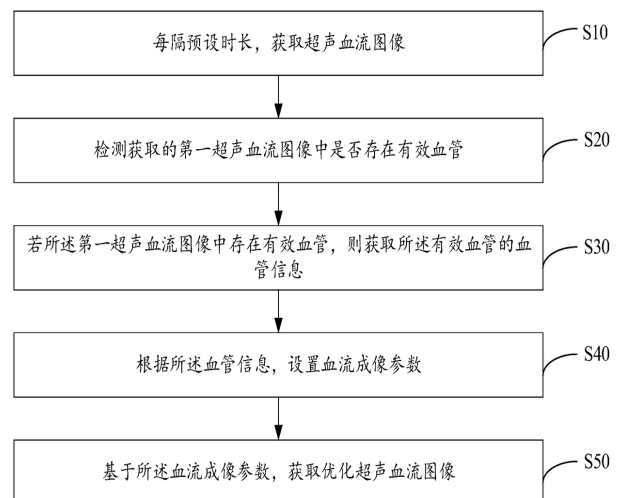 每隔预设时长，获取超声血流图像
S10
检测获取的第一超声血流图像中是否存在有效血管
S20
若所述第一超声血流图像中存在有效血管，则获取所述有效血管的血
管信息
S30
根据所述血管信息，设置血流成像参数
S40
基于所述血流成像参数，获取优化超声血流图像
S50